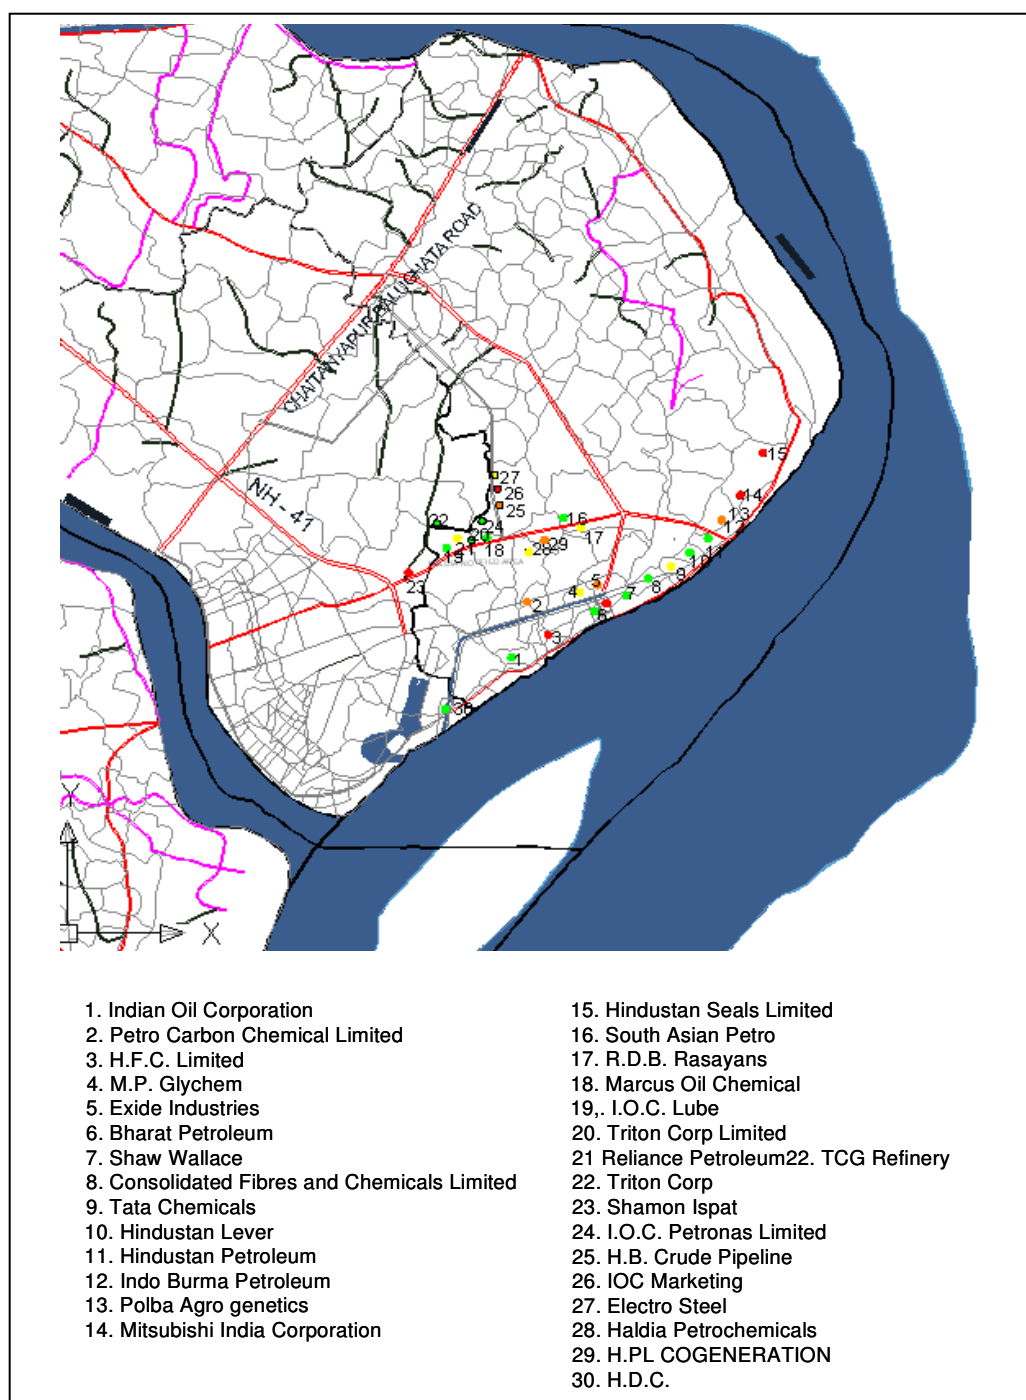 CHAITANYAPUR BALUGHATA ROAD
NH - 41
15
14
13
12
11
10
9
8
7
6
5
4
3
2
1
30
27
26
25
24
22
16
17
18
20
21
19
28
29
23
Y
X
1. Indian Oil Corporation
2. Petro Carbon Chemical Limited
3. H.F.C. Limited
4. M.P. Glychem
5. Exide Industries
6. Bharat Petroleum
7. Shaw Wallace
8. Consolidated Fibres and Chemicals Limited
9. Tata Chemicals
10. Hindustan Lever
11. Hindustan Petroleum
12. Indo Burma Petroleum
13. Polba Agro genetics
14. Mitsubishi India Corporation
15. Hindustan Seals Limited
16. South Asian Petro
17. R.D.B. Rasayans
18. Marcus Oil Chemical
19,. I.O.C. Lube
20. Triton Corp Limited
21 Reliance Petroleum22. TCG Refinery
22. Triton Corp
23. Shamon Ispat
24. I.O.C. Petronas Limited
25. H.B. Crude Pipeline
26. IOC Marketing
27. Electro Steel
28. Haldia Petrochemicals
29. H.PL COGENERATION
30. H.D.C.